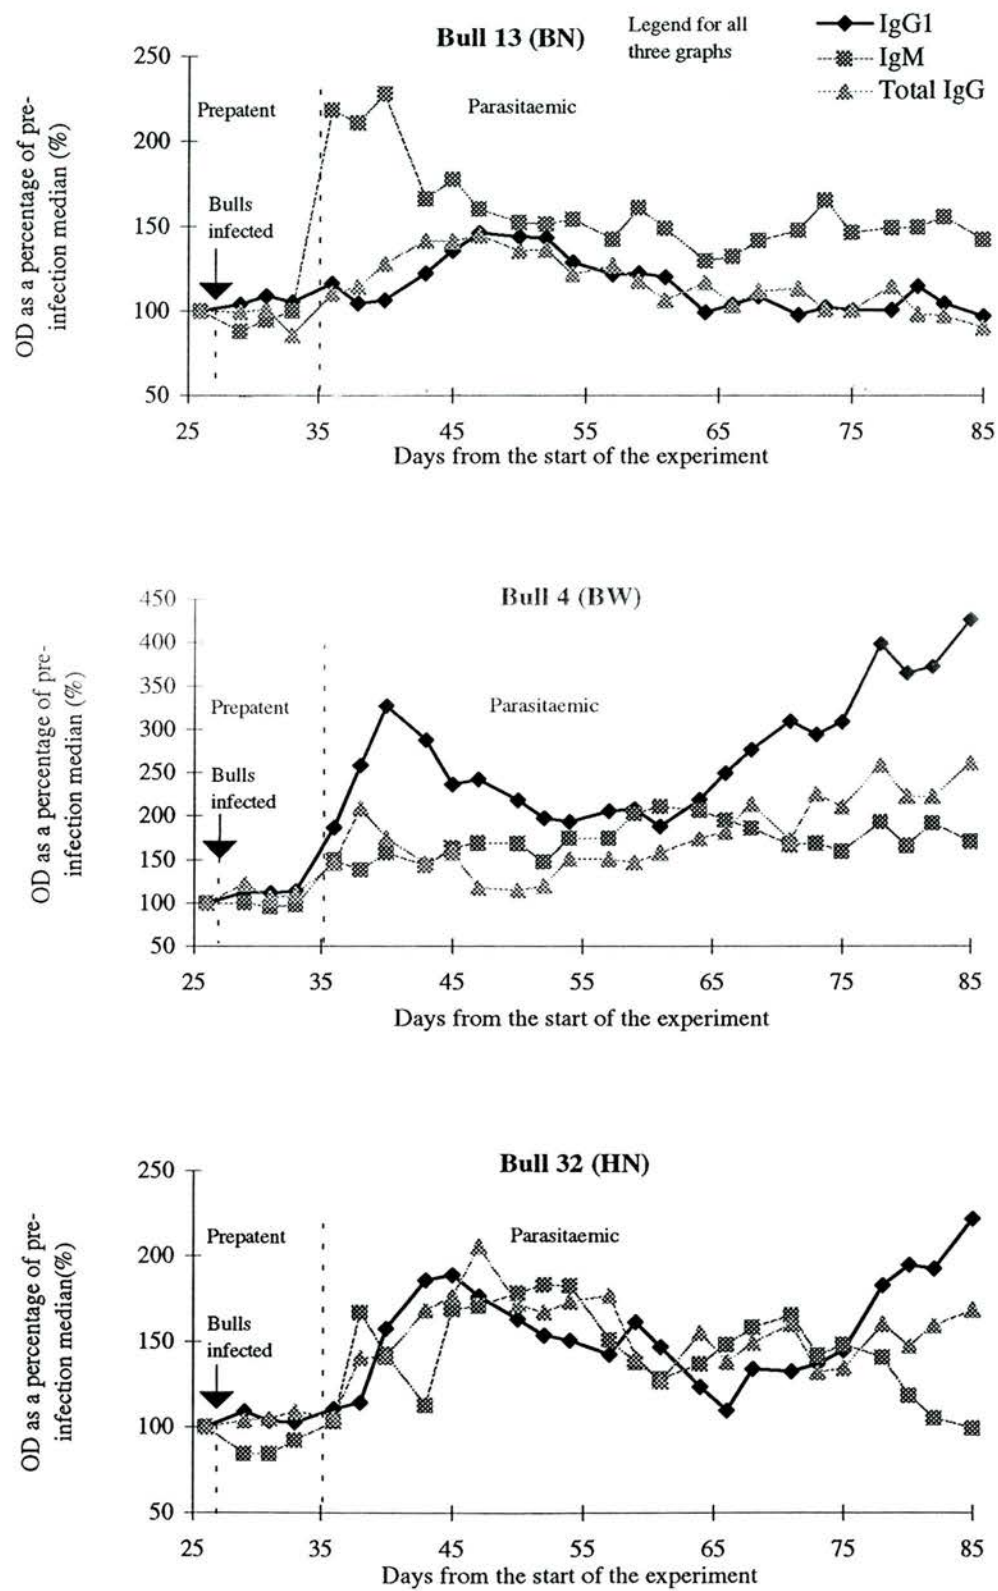 Bull 13 (BN)
Legend for all
three graphs
IgG1
IgM
Total IgG
OD as a percentage of pre-
infection median (%)
250
200
150
100
50
Prepatent
Parasitaemic
Bulls
infected
25 35 45 55 65 75 85
Days from the start of the experiment
Bull 4 (BW)
OD as a percentage of pre-
infection median (%)
450
400
350
300
250
200
150
100
50
Prepatent
Parasitaemic
Bulls
infected
25 35 45 55 65 75 85
Days from the start of the experiment
Bull 32 (HN)
OD as a percentage of pre-
infection median(%)
250
200
150
100
50
Prepatent
Parasitaemic
Bulls
infected
25 35 45 55 65 75 85
Days from the start of the experiment